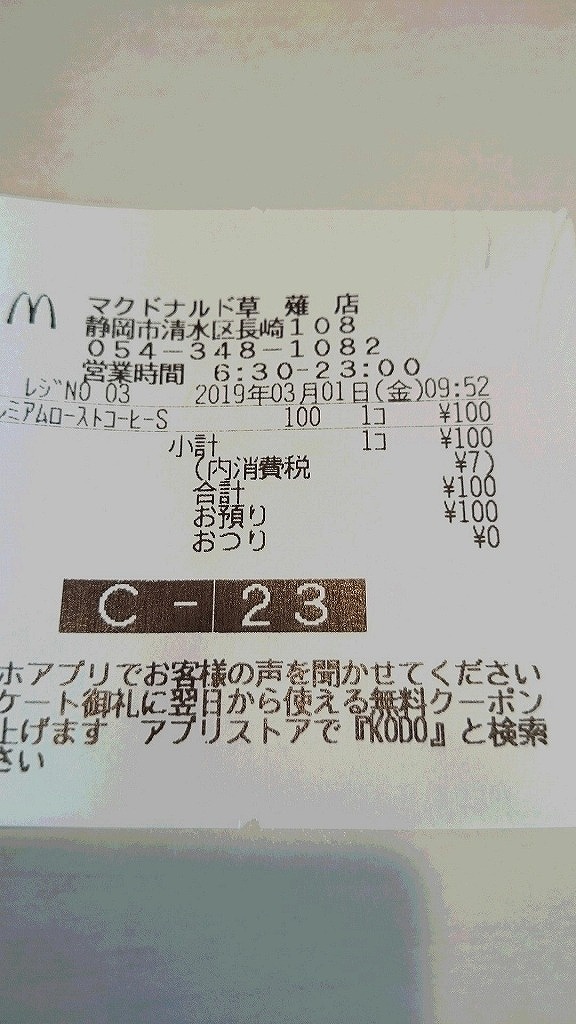 マクドナルド草 薙 店
静岡市清水区長崎108
054-348-1082
営業時間 6:30-23:00
レジNO 03 2019年03月01日(金)09:52
ミアムローストコーヒーS 100 1コ ¥100
小計 1コ ¥100
(内消費税 ¥7)
合計 ¥100
お預り ¥100
おつり ¥0
C-23
ホアプリでお客様の声を聞かせてください
ケート御礼に翌日から使える無料クーポン
上げます アプリストアで『KODO』と検索
さい